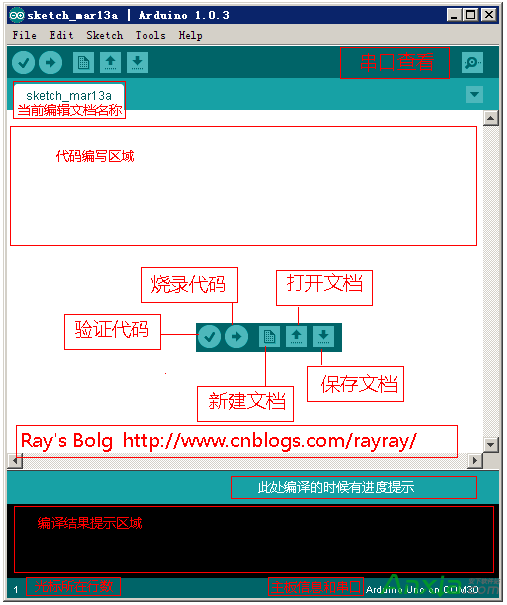 sketch_mar13a | Arduino 1.0.3
File Edit Sketch Tools Help
sketch_mar13a
当前编辑文档名称
代码编写区域
烧录代码
打开文档
验证代码
保存文档
新建文档
Ray's Bolg http://www.cnblogs.com/rayray/
此处编译的时候有进度提示
编译结果提示区域
1
Arduino Uno on COM30